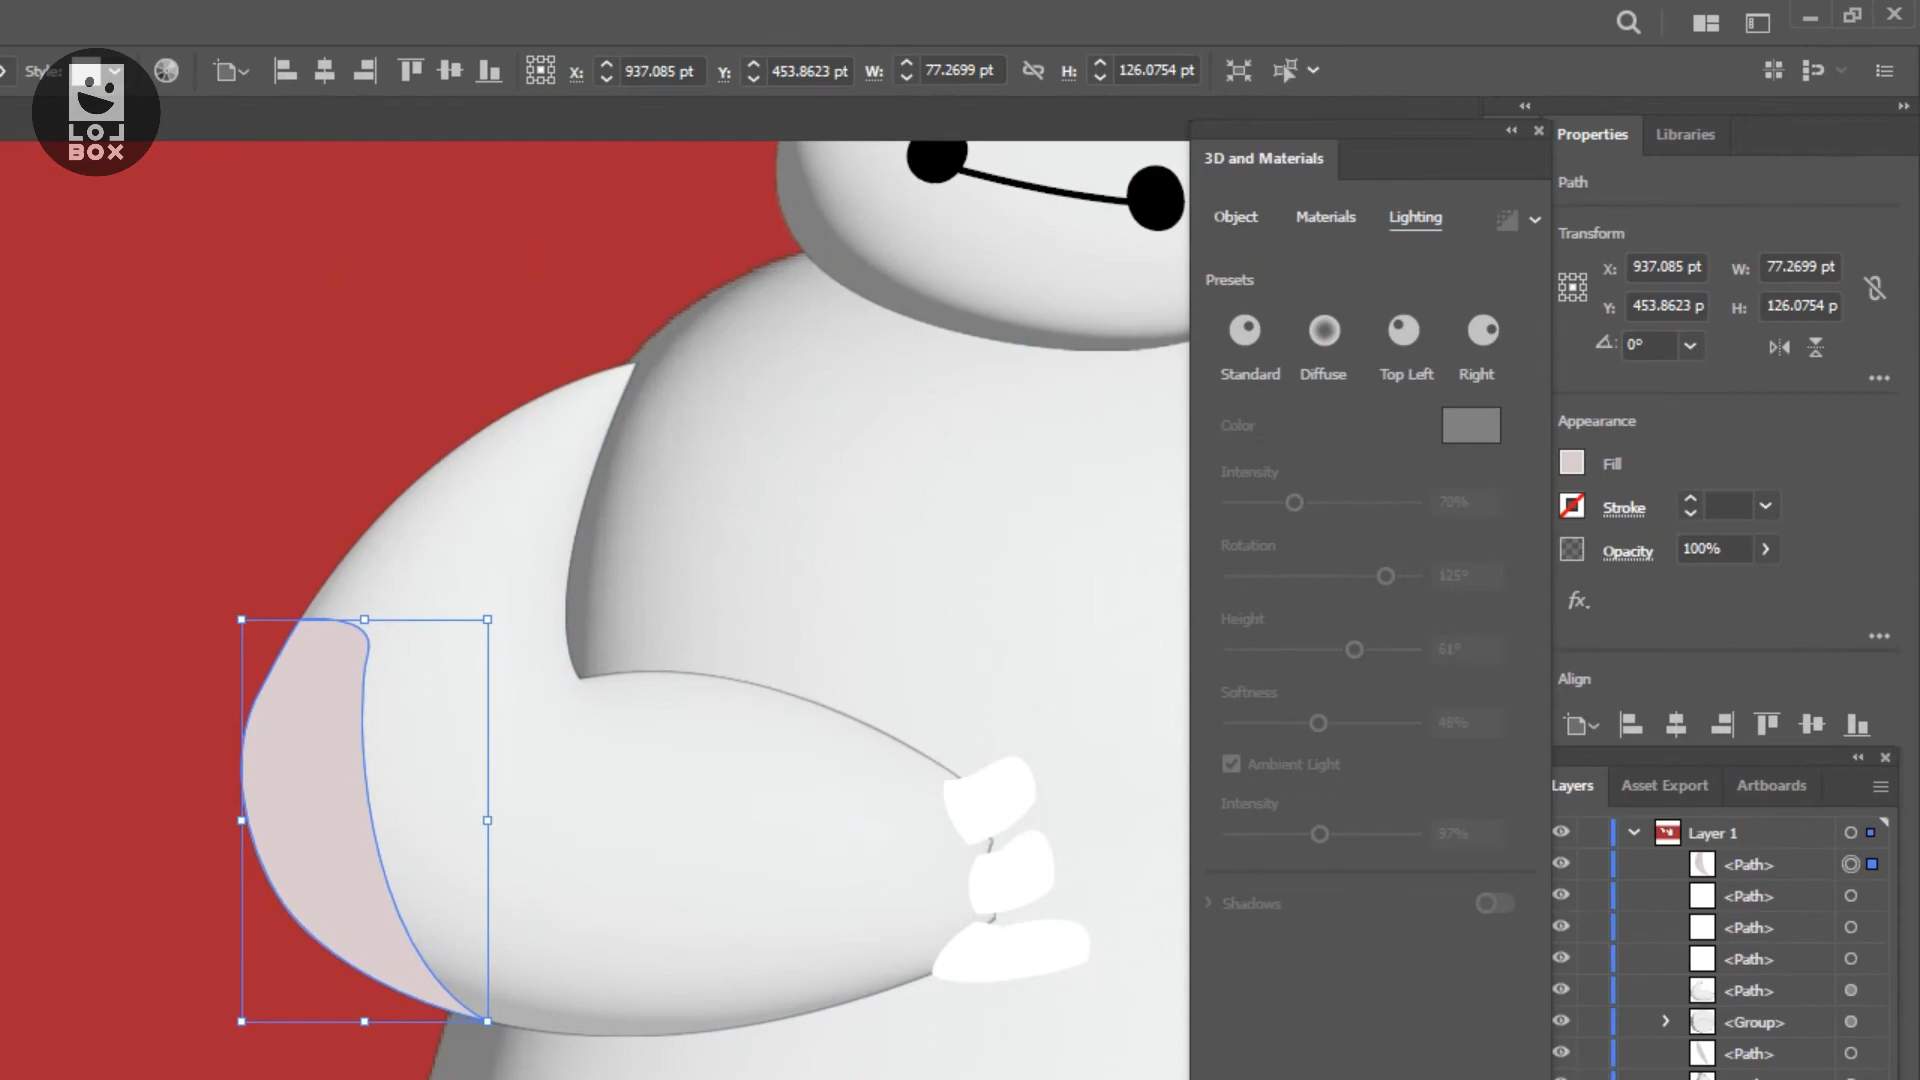 Style:
X: 937.085 pt Y: 453.8623 pt W: 77.2699 pt H: 126.0754 pt
LOL
BOX
3D and Materials
Object Materials Lighting
Presets
Standard Diffuse Top Left Right
Color
Intensity
70%
Rotation
125°
Height
61°
Softness
48%
Ambient Light
Intensity
97%
Shadows
Properties Libraries
Path
Transform
X: 937.085 pt W: 77.2699 pt
Y: 453.8623 p H: 126.0754 p
0°
Appearance
Fill
Stroke
Opacity 100%
fx.
Align
Layers Asset Export Artboards
Layer 1
<Path>
<Path>
<Path>
<Path>
<Path>
<Group>
<Path>